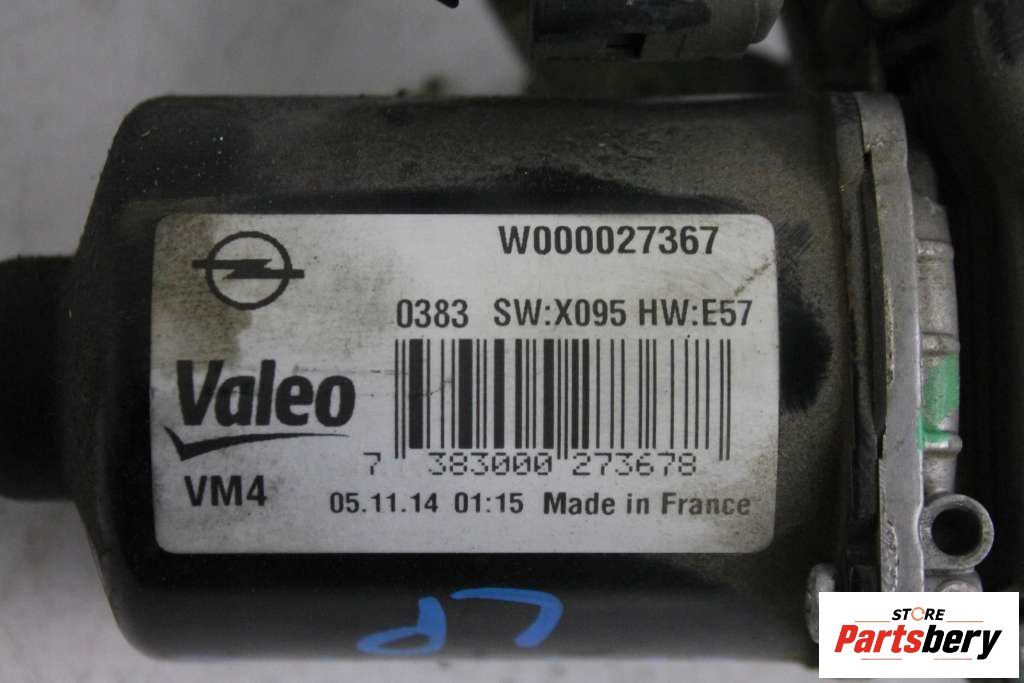 W000027367
0383 SW:X095 HW:E57
Valeo
7 383000 273678
VM4
05.11.14 01:15 Made in France
LP
STORE
Partsbery